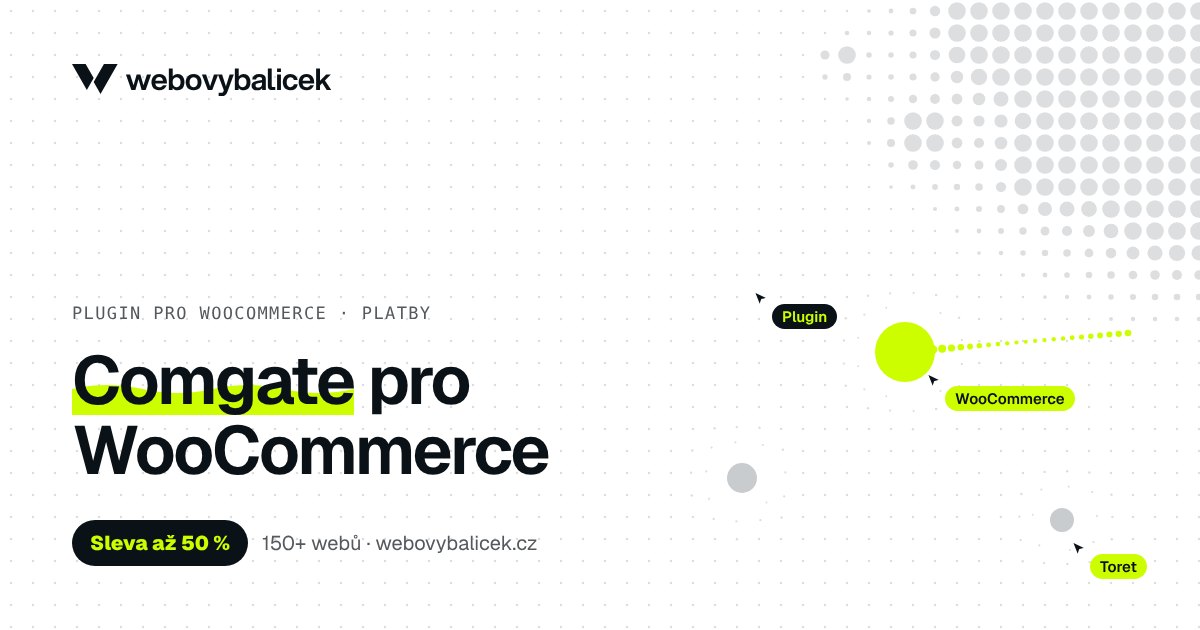 webovybalicek
PLUGIN PRO WOOCOMMERCE · PLATBY
Comgate pro
WooCommerce
Sleva až 50 %
150+ webů · webovybalicek.cz
Plugin
WooCommerce
Toret